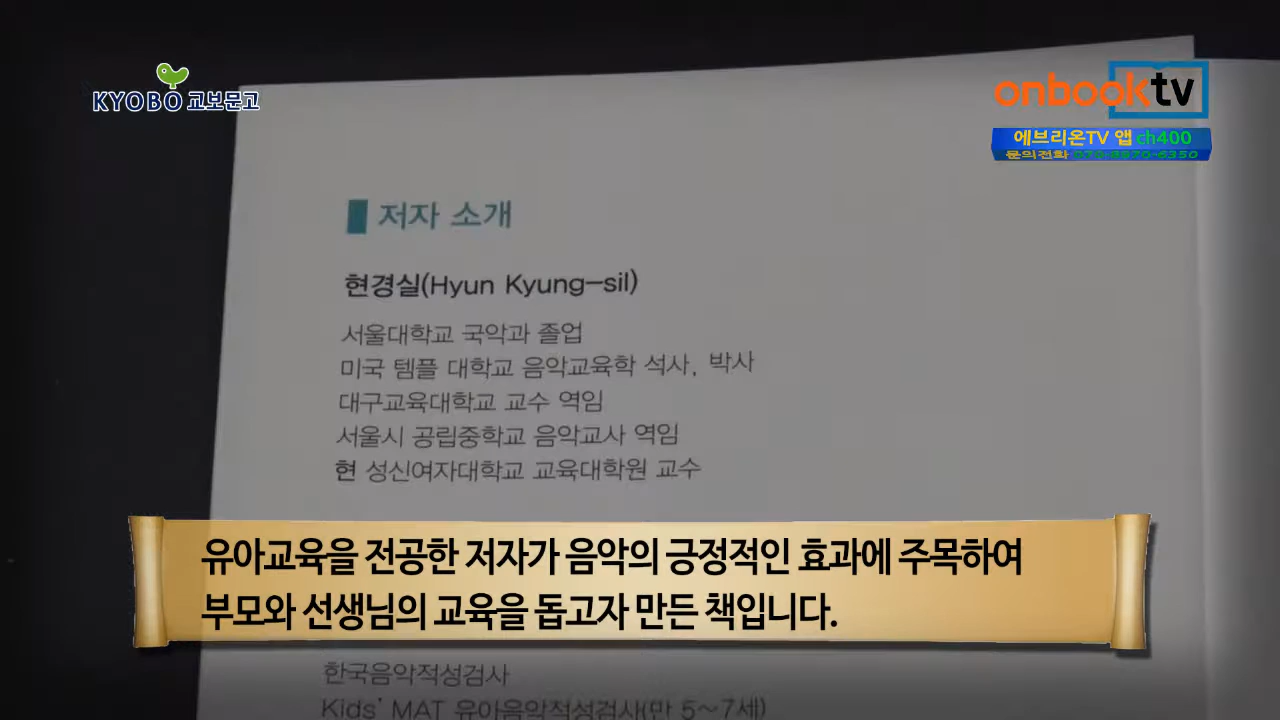 KYOBO 교보문고
onbooktv
에브리온TV 앱 ch400
문의전화 070-8970-6350
저자 소개
현경실(Hyun Kyung-sil)
서울대학교 국악과 졸업
미국 템플 대학교 음악교육학 석사, 박사
대구교육대학교 교수 역임
서울시 공립중학교 음악교사 역임
현 성신여자대학교 교육대학원 교수
유아교육을 전공한 저자가 음악의 긍정적인 효과에 주목하여
부모와 선생님의 교육을 돕고자 만든 책입니다.
한국음악적성검사
Kids' MAT 유아음악적성검사(만 5~7세)